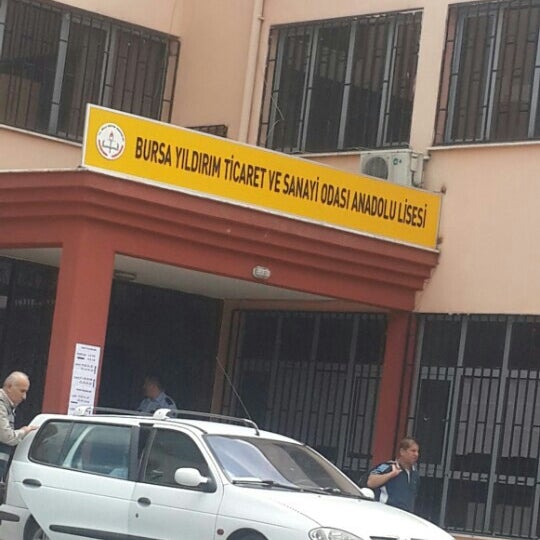 BURSA YILDIRIM TİCARET VE SANAYİ ODASI ANADOLU LİSESİ